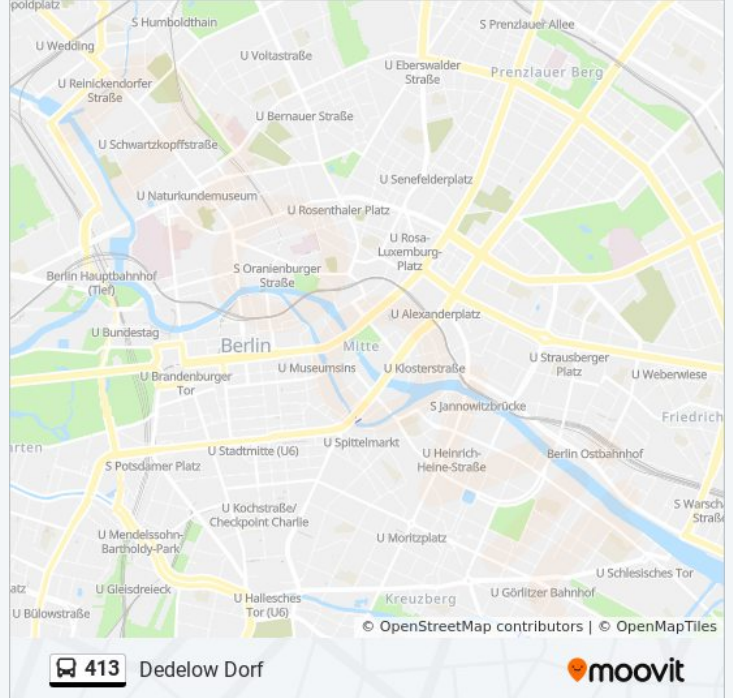 poldplatz
S Humboldthain
S Prenzlauer Allee
U Wedding
U Voltastraße
U Eberswalder
Straße
Prenzlauer Berg
U Reinickendorfer
Straße
U Bernauer Straße
U Schwartzkopffstraße
U Senefelderplatz
U Naturkundemuseum
U Rosenthaler Platz
U Rosa-
Luxemburg-
Platz
Berlin Hauptbahnhof
(Tief)
S Oranienburger
Straße
U Alexanderplatz
U Bundestag
Berlin
Mitte
U Strausberger
Platz
U Museumsins
U Klosterstraße
U Weberwiese
U Brandenburger
Tor
S Jannowitzbrücke
Friedrich
rten
U Stadtmitte (U6)
U Spittelmarkt
U Heinrich-
Heine-Straße
Berlin Ostbahnhof
S Potsdamer Platz
S Warsch
Straße
U Kochstraße/
Checkpoint Charlie
U Mendelssohn-
Bartholdy-Park
U Moritzplatz
U Schlesisches Tor
atz
U Gleisdreieck
U Hallesches
Tor (U6)
Kreuzberg
U Görlitzer Bahnhof
U Bülowstraße
© OpenStreetMap contributors | © OpenMapTiles
413 Dedelow Dorf
moovit